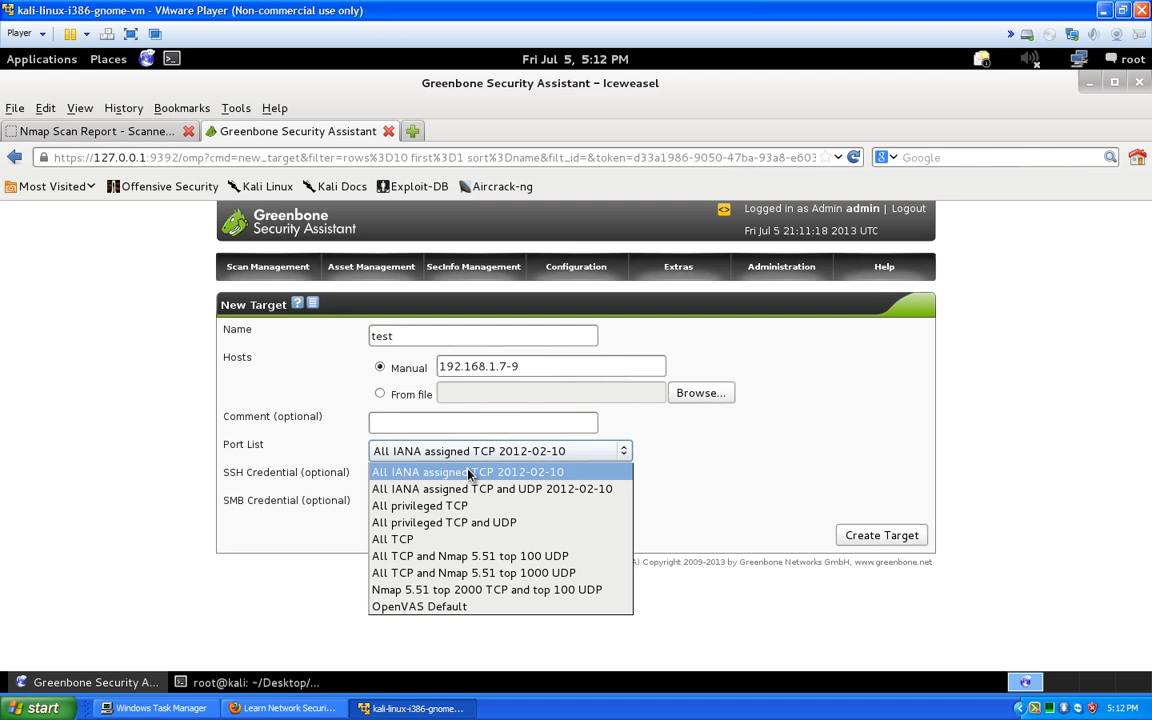 kali-linux-i386-gnome-vm - VMware Player (Non-commercial use only)
Player
Applications Places Fri Jul 5, 5:12 PM root
Greenbone Security Assistant - Iceweasel
File Edit View History Bookmarks Tools Help
Nmap Scan Report - Scanne... Greenbone Security Assistant
https://127.0.0.1:9392/omp?cmd=new_target&filter=rows%3D10 first%3D1 sort%3Dname&filt_id=&token=d33a1986-9050-47ba-93a8-e603 Google
Most Visited Offensive Security Kali Linux Kali Docs Exploit-DB Aircrack-ng
Greenbone Security Assistant
Logged in as Admin admin | Logout
Fri Jul 5 21:11:18 2013 UTC
Scan Management Asset Management SecInfo Management Configuration Extras Administration Help
New Target ?
Name test
Hosts Manual 192.168.1.7-9
From file Browse...
Comment (optional)
Port List All IANA assigned TCP 2012-02-10
SSH Credential (optional) All IANA assigned TCP 2012-02-10
All IANA assigned TCP and UDP 2012-02-10
SMB Credential (optional) All privileged TCP
All privileged TCP and UDP
All TCP Create Target
All TCP and Nmap 5.51 top 100 UDP
A) Copyright 2009-2013 by Greenbone Networks GmbH, www.greenbone.net
All TCP and Nmap 5.51 top 1000 UDP
Nmap 5.51 top 2000 TCP and top 100 UDP
OpenVAS Default
Greenbone Security A... root@kali: ~/Desktop/...
start Windows Task Manager Learn Network Securi... kali-linux-i386-gnome... 5:12 PM